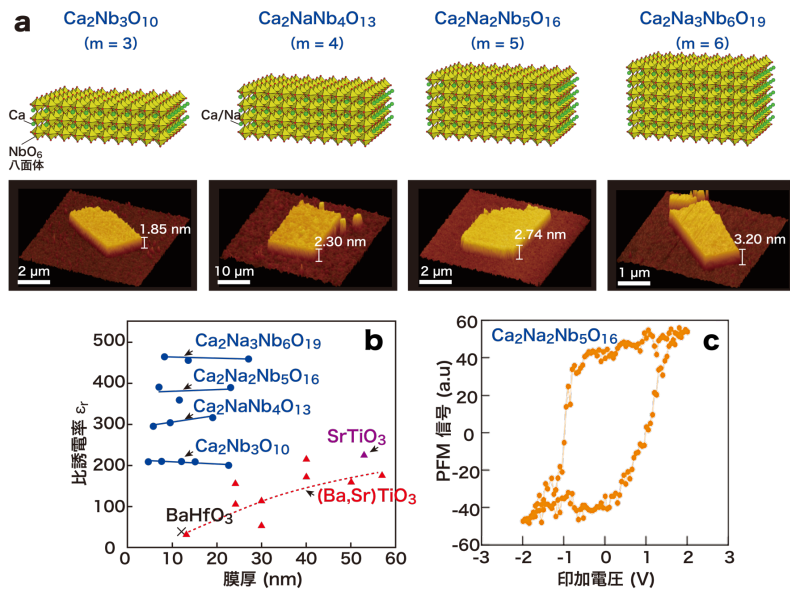 a
Ca2Nb3O10
(m = 3)
Ca2NaNb4O13
(m = 4)
Ca2Na2Nb5O16
(m = 5)
Ca2Na3Nb6O19
(m = 6)
Ca
NbO6
八面体
Ca/Na
1.85 nm
2 µm
2.30 nm
10 µm
2.74 nm
2 µm
3.20 nm
1 µm
b
比誘電率 εr
500
400
300
200
100
0
Ca2Na3Nb6O19
Ca2Na2Nb5O16
Ca2NaNb4O13
Ca2Nb3O10
SrTiO3
(Ba,Sr)TiO3
BaHfO3
0 10 20 30 40 50 60
膜厚 (nm)
c
Ca2Na2Nb5O16
PFM 信号 (a.u)
60
40
20
0
-20
-40
-60
-3 -2 -1 0 1 2 3
印加電圧 (V)